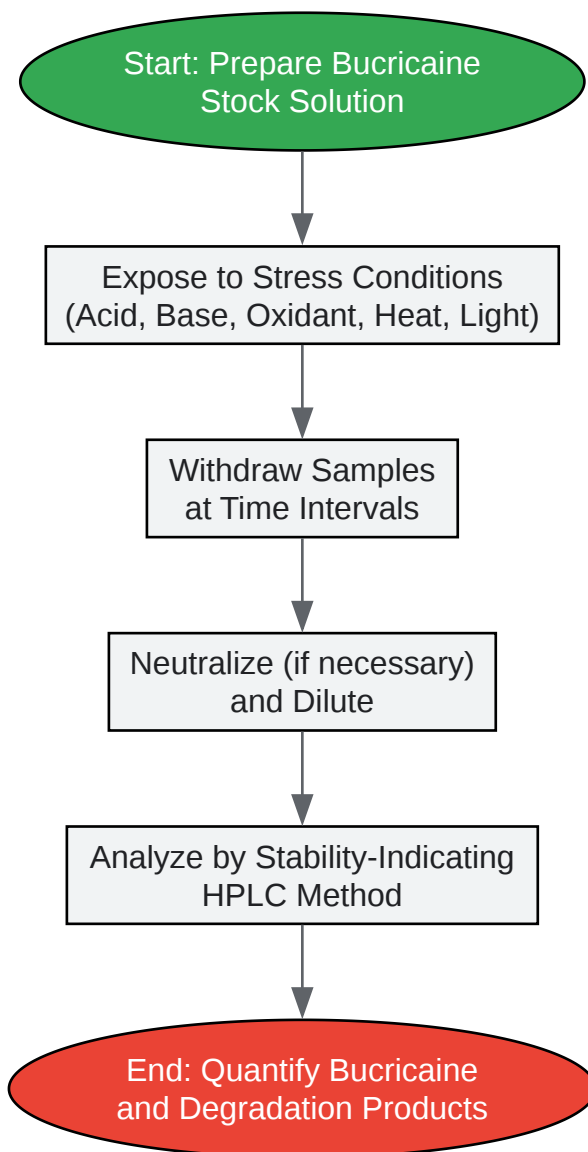 Start: Prepare Bucricaine
Stock Solution
Expose to Stress Conditions
(Acid, Base, Oxidant, Heat, Light)
Withdraw Samples
at Time Intervals
Neutralize (if necessary)
and Dilute
Analyze by Stability-Indicating
HPLC Method
End: Quantify Bucricaine
and Degradation Products